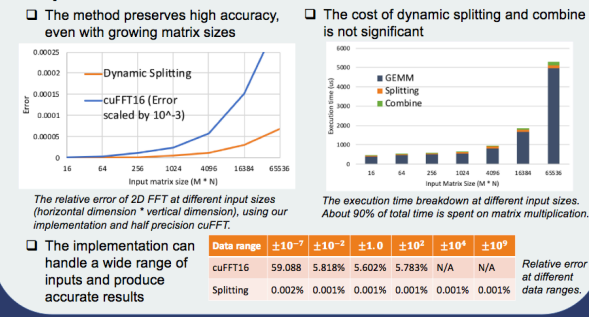 ❑ The method preserves high accuracy,
even with growing matrix sizes
0.00025
0.0002
0.00015
0.0001
0.00005
0
Error
Dynamic Splitting
cuFFT16 (Error
scaled by 10^-3)
16 64 256 1024 4096 16384 65536
Input matrix size (M * N)
The relative error of 2D FFT at different input sizes
(horizontal dimension * vertical dimension), using our
implementation and half precision cuFFT.
❑ The cost of dynamic splitting and combine
is not significant
6000
5000
4000
3000
2000
1000
0
Execution time (us)
GEMM
Splitting
Combine
16 64 256 1024 4096 16384 65536
Input Matrix Size (M * N)
The execution time breakdown at different input sizes.
About 90% of total time is spent on matrix multiplication.
❑ The implementation can
handle a wide range of
inputs and produce
accurate results
Data range ±10⁻⁷ ±10⁻² ±1.0 ±10² ±10⁴ ±10⁹
cuFFT16 59.088 5.818% 5.602% 5.783% N/A N/A
Splitting 0.002% 0.001% 0.001% 0.001% 0.001% 0.001%
Relative error
at different
data ranges.